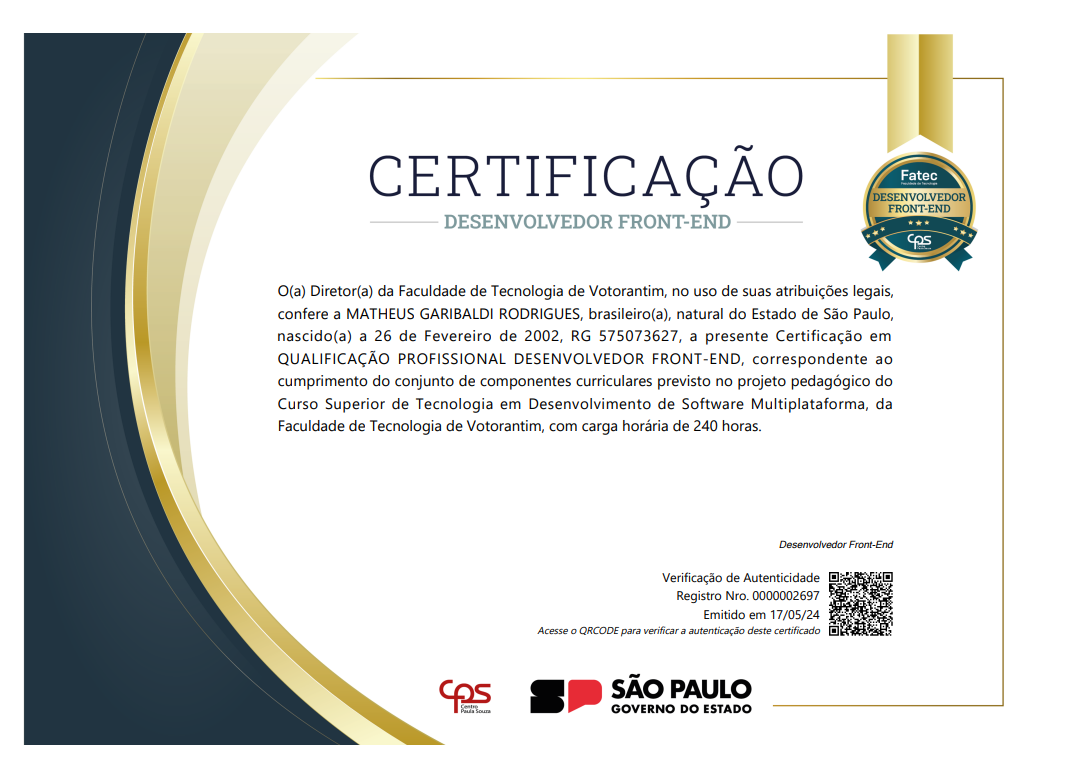 Fatec
Faculdade de Tecnologia
DESENVOLVEDOR
FRONT-END
CPS
CERTIFICAÇÃO
DESENVOLVEDOR FRONT-END
O(a) Diretor(a) da Faculdade de Tecnologia de Votorantim, no uso de suas atribuições legais,
confere a MATHEUS GARIBALDI RODRIGUES, brasileiro(a), natural do Estado de São Paulo,
nascido(a) a 26 de Fevereiro de 2002, RG 575073627, a presente Certificação em
QUALIFICAÇÃO PROFISSIONAL DESENVOLVEDOR FRONT-END, correspondente ao
cumprimento do conjunto de componentes curriculares previsto no projeto pedagógico do
Curso Superior de Tecnologia em Desenvolvimento de Software Multiplataforma, da
Faculdade de Tecnologia de Votorantim, com carga horária de 240 horas.
Desenvolvedor Front-End
Verificação de Autenticidade
Registro Nro. 0000002697
Emitido em 17/05/24
Acesse o QRCODE para verificar a autenticação deste certificado
CPS
Centro
Paula Souza
SP
SÃO PAULO
GOVERNO DO ESTADO